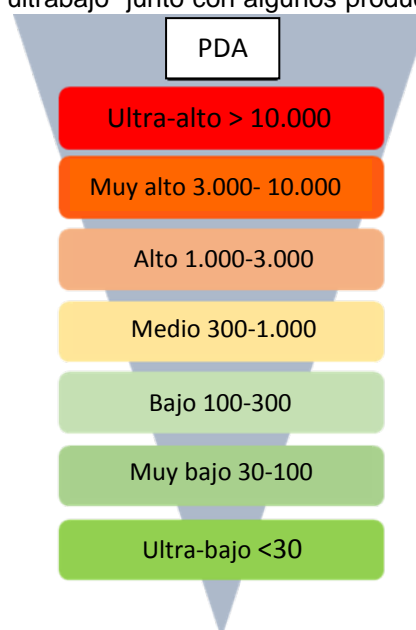 ultrabajo" junto con algunos produc
PDA
Ultra-alto > 10.000
Muy alto 3.000- 10.000
Alto 1.000-3.000
Medio 300-1.000
Bajo 100-300
Muy bajo 30-100
Ultra-bajo <30